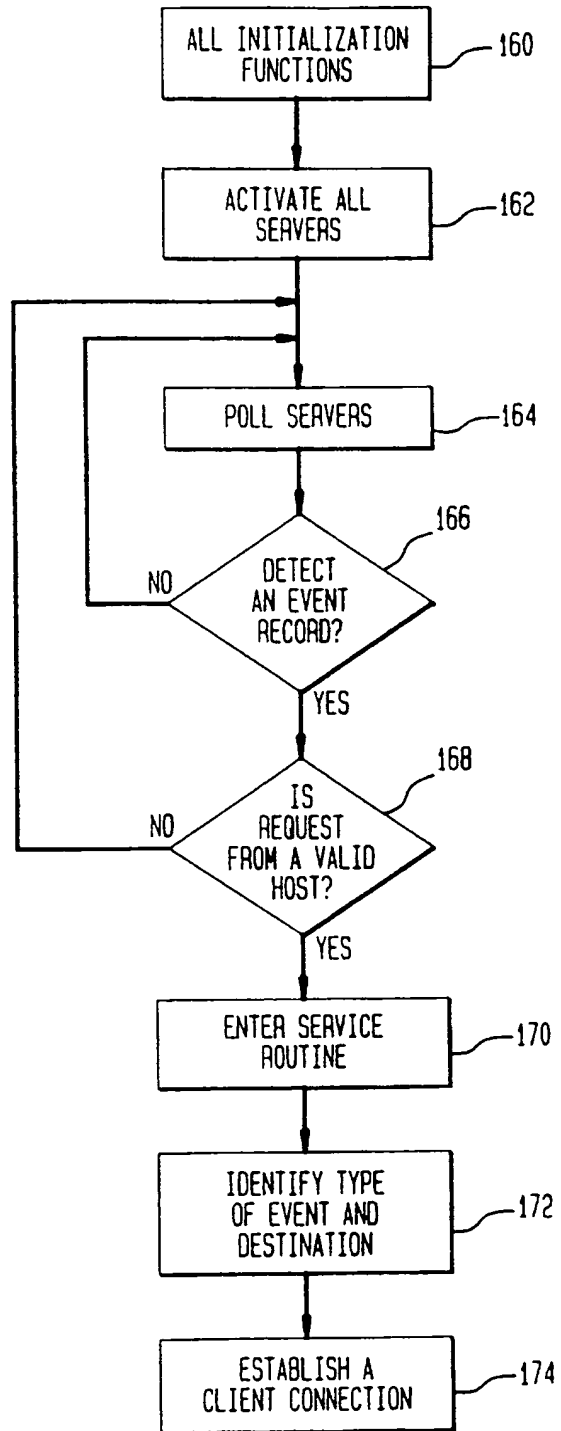 ALL INITIALIZATION
FUNCTIONS
160
ACTIVATE ALL
SERVERS
162
POLL SERVERS
164
166
DETECT
AN EVENT
RECORD?
NO
YES
168
IS
REQUEST
FROM A VALID
HOST?
NO
YES
ENTER SERVICE
ROUTINE
170
IDENTIFY TYPE
OF EVENT AND
DESTINATION
172
ESTABLISH A
CLIENT CONNECTION
174